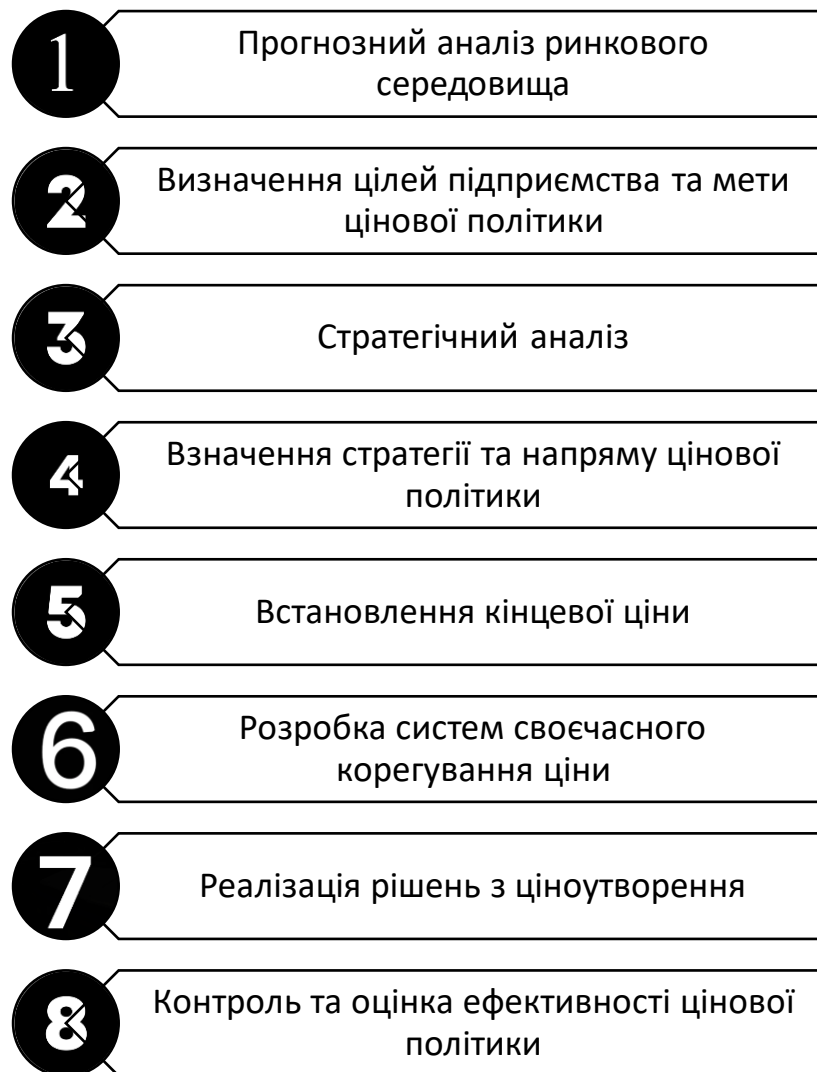 1
Прогнозний аналіз ринкового
середовища
2
Визначення цілей підприємства та мети
цінової політики
3
Стратегічний аналіз
4
Взначення стратегії та напряму цінової
політики
5
Встановлення кінцевої ціни
6
Розробка систем своєчасного
корегування ціни
7
Реалізація рішень з ціноутворення
8
Контроль та оцінка ефективності цінової
політики